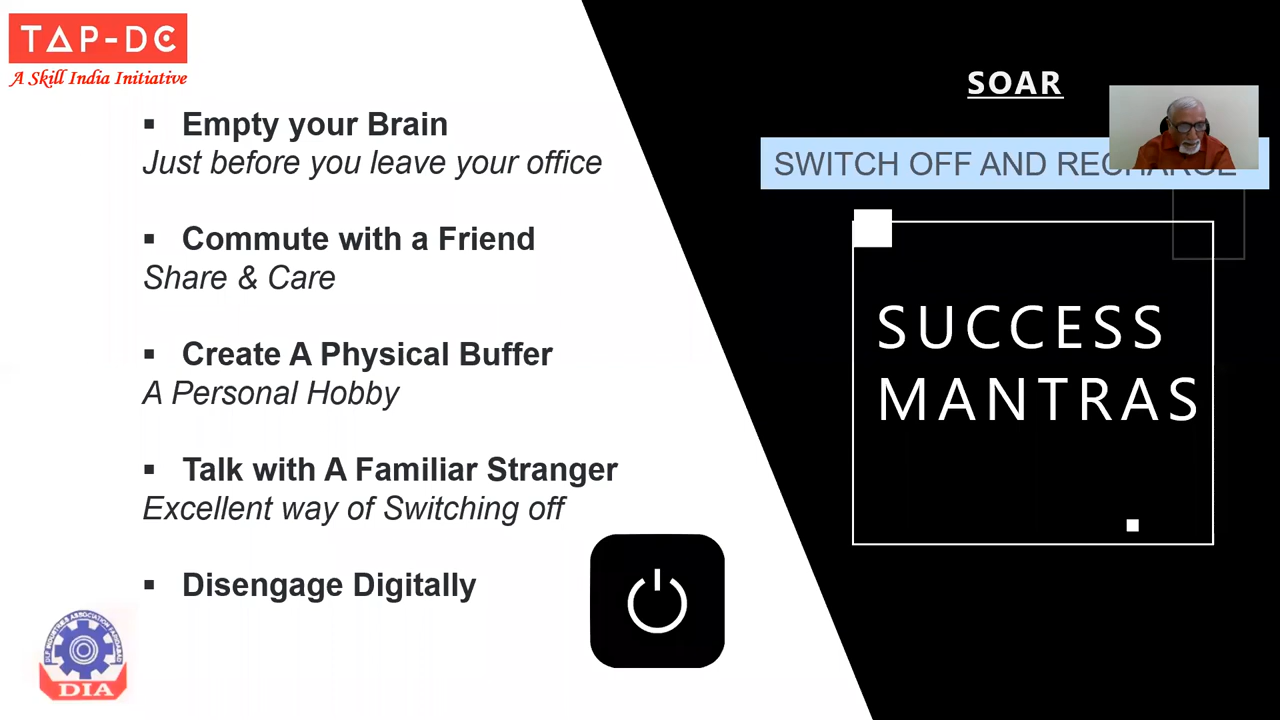 TAP-DC
A Skill India Initiative
▪ Empty your Brain
Just before you leave your office
▪ Commute with a Friend
Share & Care
▪ Create A Physical Buffer
A Personal Hobby
▪ Talk with A Familiar Stranger
Excellent way of Switching off
▪ Disengage Digitally
DIA
SOAR
SWITCH OFF AND RECHARGE
SUCCESS
MANTRAS